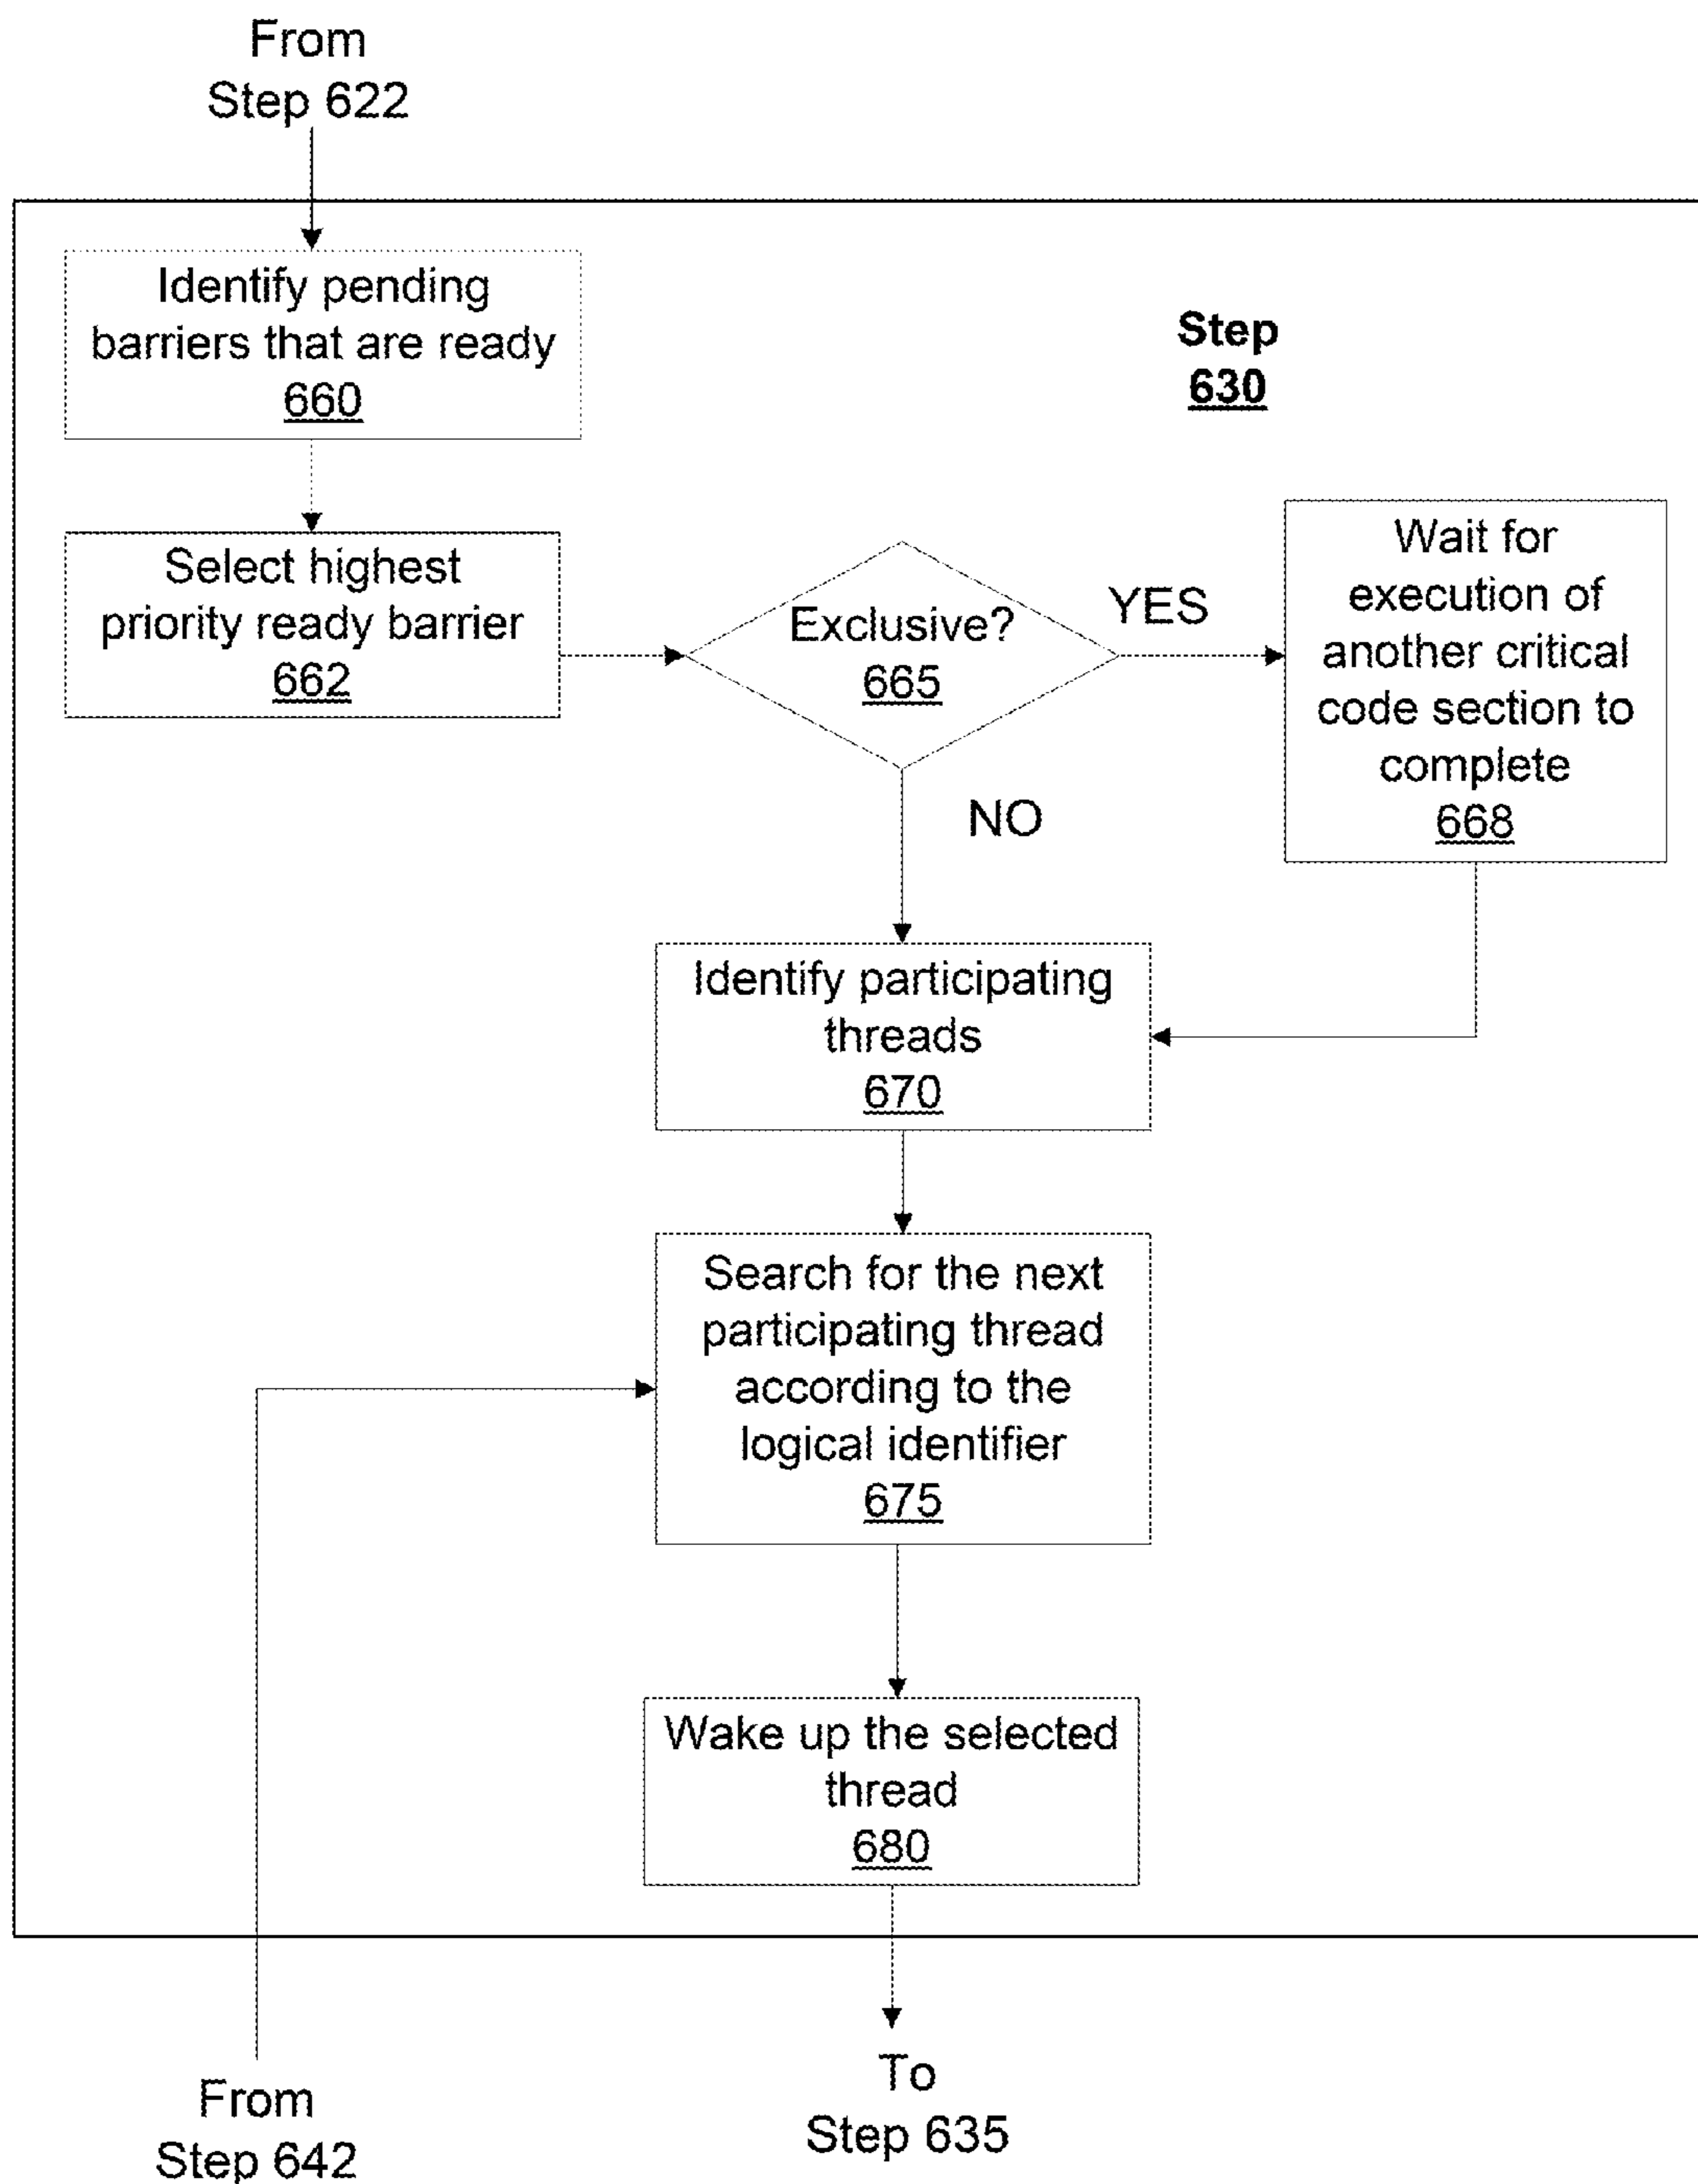 From
Step 622
Identify pending
barriers that are ready
660
Step
630
Select highest
priority ready barrier
662
Exclusive?
665
YES
NO
Wait for
execution of
another critical
code section to
complete
668
Identify participating
threads
670
Search for the next
participating thread
according to the
logical identifier
675
Wake up the selected
thread
680
From
Step 642
To
Step 635